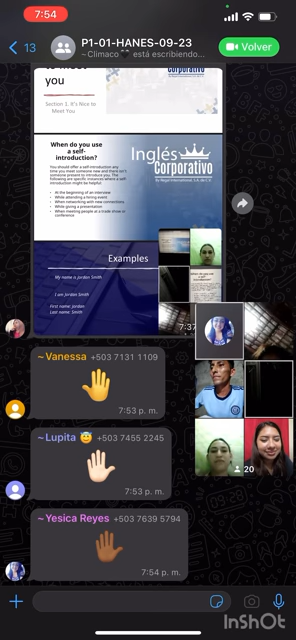 7:54
13
P1-01-HANES-09-23
~Climaco está escribiendo...
Volver
to meet
you
Section 1. It's Nice to
Meet You
Corporativo
When do you use
a self-
introduction?
You should offer a self-introduction any
time you meet someone new and there isn't
someone present to introduce you. The
following are specific instances where a self
introduction might be helpful:
At the beginning of an interview
While attending a hiring event
When networking with new connections
While giving a presentation
When meeting people at a trade show or
conference
Inglés
Corporativo
Examples
My name is Jordan Smith
I am Jordan Smith
First name: Jordan
Last name: Smith
7:37
20
~Vanessa +503 7131 1109
7:53 p. m.
~Lupita 😇 +503 7455 2245
7:53 p. m.
~Yesica Reyes +503 7639 5794
7:54 p. m.
InShOt